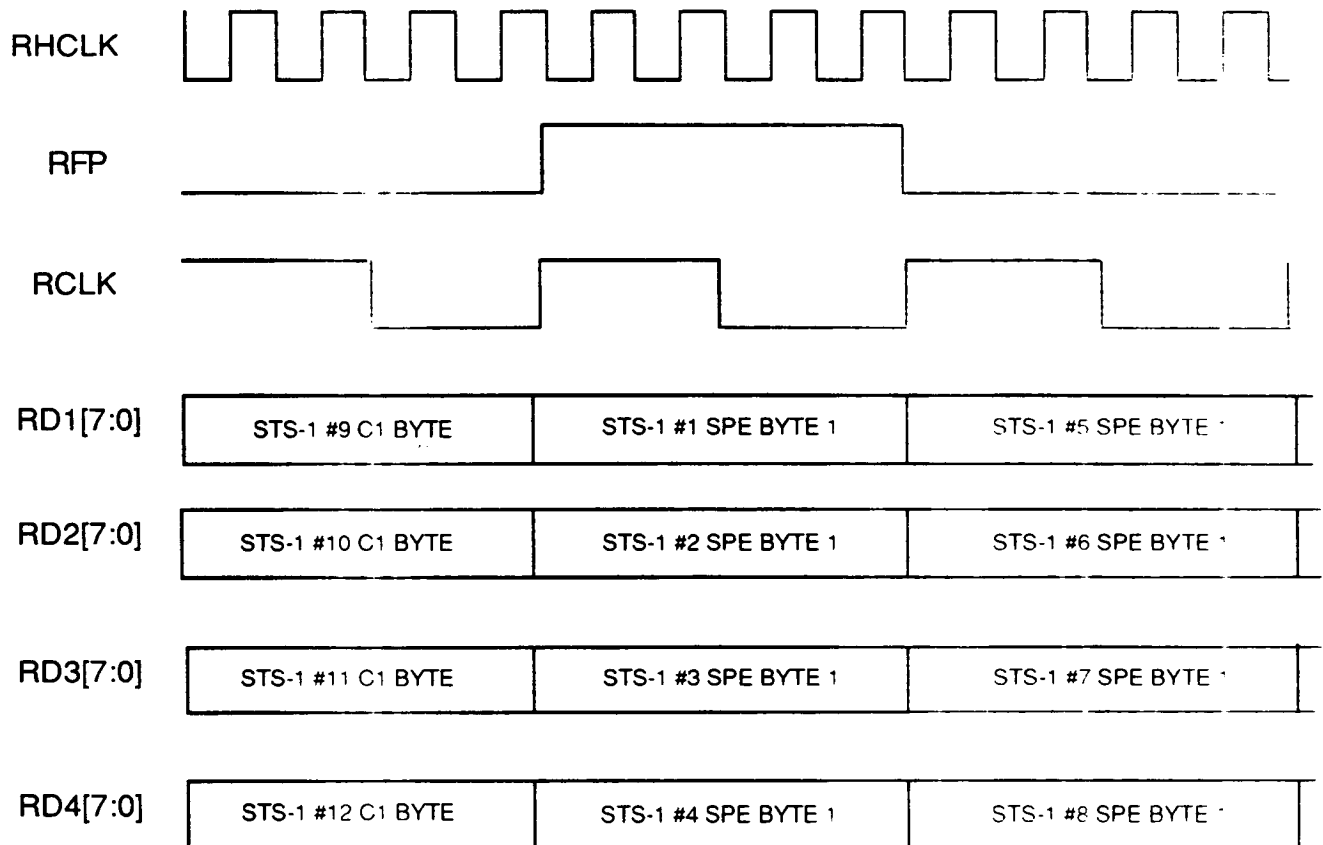 RHCLK
RFP
RCLK
RD1[7:0] STS-1 #9 C1 BYTE STS-1 #1 SPE BYTE 1 STS-1 #5 SPE BYTE 1
RD2[7:0] STS-1 #10 C1 BYTE STS-1 #2 SPE BYTE 1 STS-1 #6 SPE BYTE 1
RD3[7:0] STS-1 #11 C1 BYTE STS-1 #3 SPE BYTE 1 STS-1 #7 SPE BYTE 1
RD4[7:0] STS-1 #12 C1 BYTE STS-1 #4 SPE BYTE 1 STS-1 #8 SPE BYTE 1